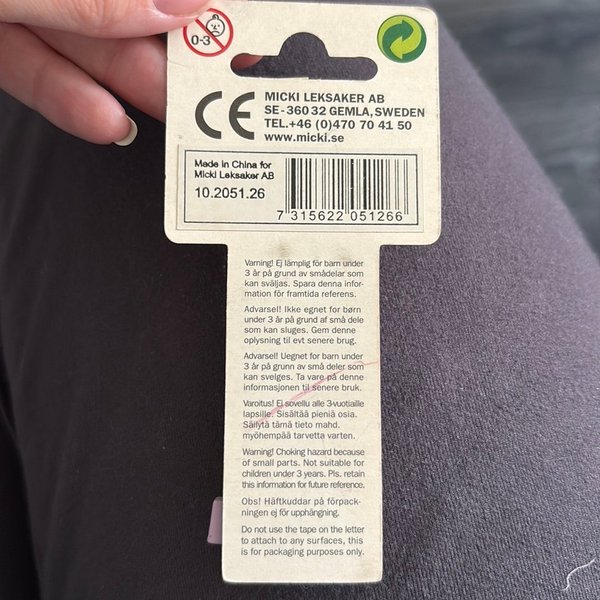 0-3
CE
MICKI LEKSAKER AB
SE-360 32 GEMLA, SWEDEN
TEL.+46 (0)470 70 41 50
www.micki.se
Made in China for
Micki Leksaker AB
10.2051.26
7 315622 051266
Varning! Ej lämplig för barn under
3 år på grund av smådelar som
kan sväljas. Spara denna infor-
mation för framtida referens.
Advarsel! Ikke egnet for børn
under 3 år på grund af små dele
som kan sluges. Gem denne
oplysning til evt senere brug.
Advarsel! Uegnet for barn under
3 år på grunn av små deler som
kan svelges. Ta vare på denne
informasjonen til senere bruk.
Varoitus! Ei sovellu alle 3-vuotiaille
lapsille. Sisältää pieniä osia.
Säilytä tämä tieto mahd.
myöhempää tarvetta varten.
Warning! Choking hazard because
of small parts. Not suitable for
children under 3 years. Pls. retain
this information for future reference.
Obs! Häftkuddar på förpack-
ningen ej för upphängning.
Do not use the tape on the letter
to attach to any surfaces, this
is for packaging purposes only.